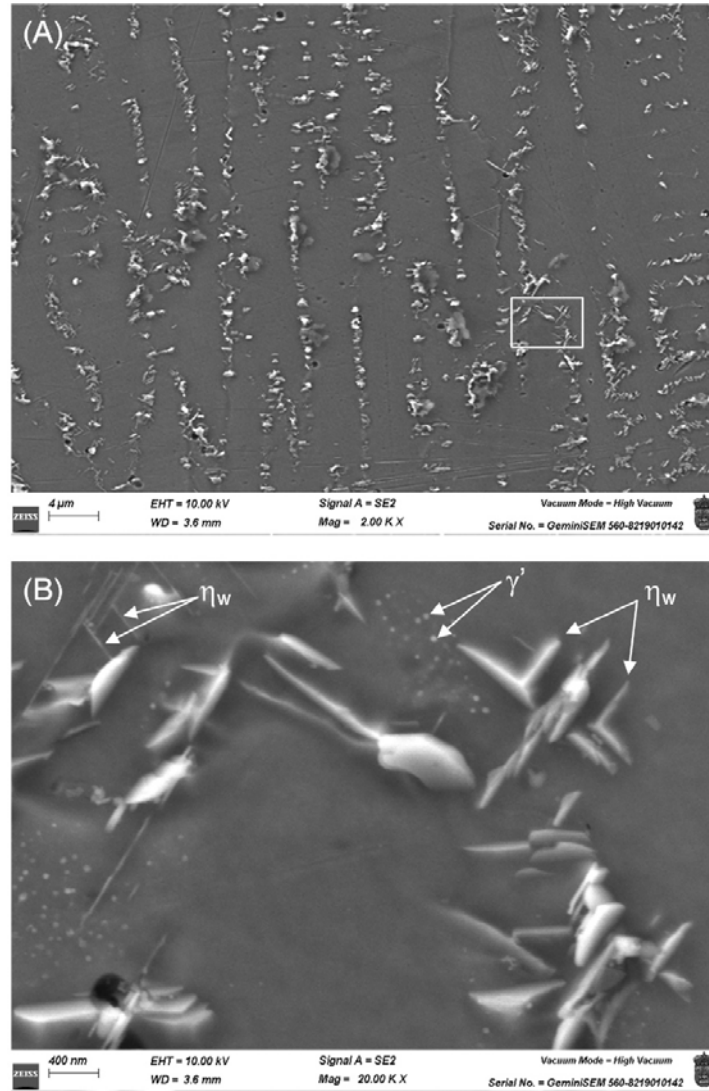 (A)
4 µm
EHT = 10.00 kV
Signal A = SE2
Vacuum Mode = High Vacuum
ZEISS
WD = 3.6 mm
Mag = 2.00 K X
Serial No. = GeminiSEM 560-8219010142
(B)
ηw
γ'
ηw
400 nm
EHT = 10.00 kV
Signal A = SE2
Vacuum Mode = High Vacuum
ZEISS
WD = 3.6 mm
Mag = 20.00 K X
Serial No. = GeminiSEM 560-8219010142